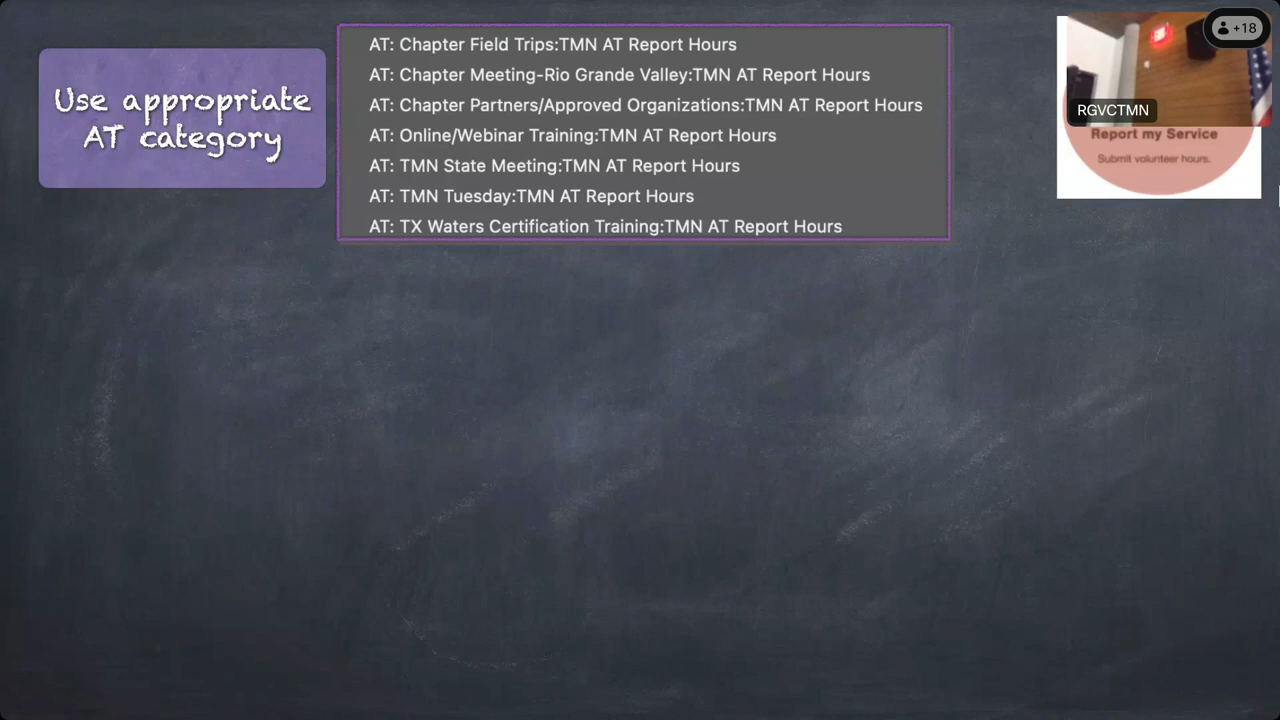 Use appropriate
AT category
AT: Chapter Field Trips:TMN AT Report Hours
AT: Chapter Meeting-Rio Grande Valley:TMN AT Report Hours
AT: Chapter Partners/Approved Organizations:TMN AT Report Hours
AT: Online/Webinar Training:TMN AT Report Hours
AT: TMN State Meeting:TMN AT Report Hours
AT: TMN Tuesday:TMN AT Report Hours
AT: TX Waters Certification Training:TMN AT Report Hours
+18
RGVCTMN
Report my Service
Submit volunteer hours.